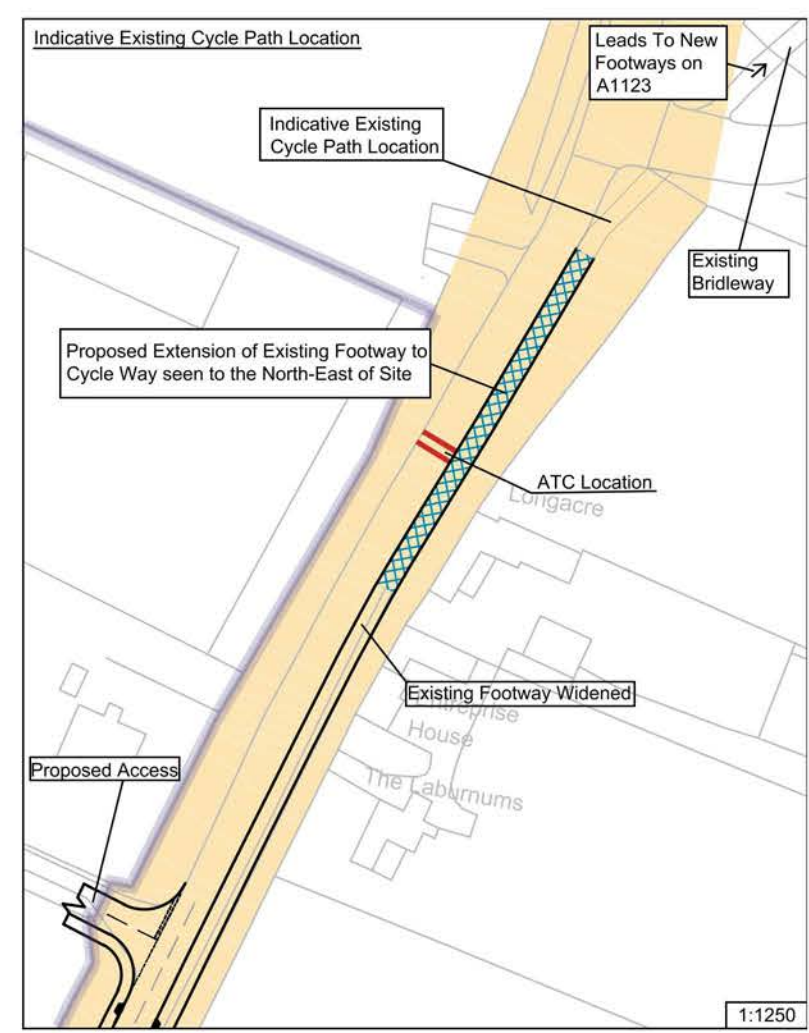 Indicative Existing Cycle Path Location
Leads To New
Footways on
A1123
Indicative Existing
Cycle Path Location
Existing
Bridleway
Proposed Extension of Existing Footway to
Cycle Way seen to the North-East of Site
ATC Location
Longacre
Existing Footway Widened
House
The Laburnums
Proposed Access
1:1250